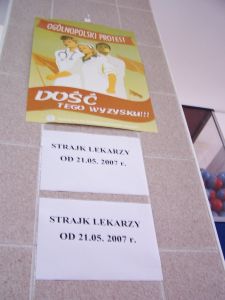 OGÓLNOPOLSKI PROTEST
DOŚĆ
TEGO WYZYSKU!!!
STRAJK LEKARZY
OD 21.05. 2007 r.
STRAJK LEKARZY
OD 21.05. 2007 r.